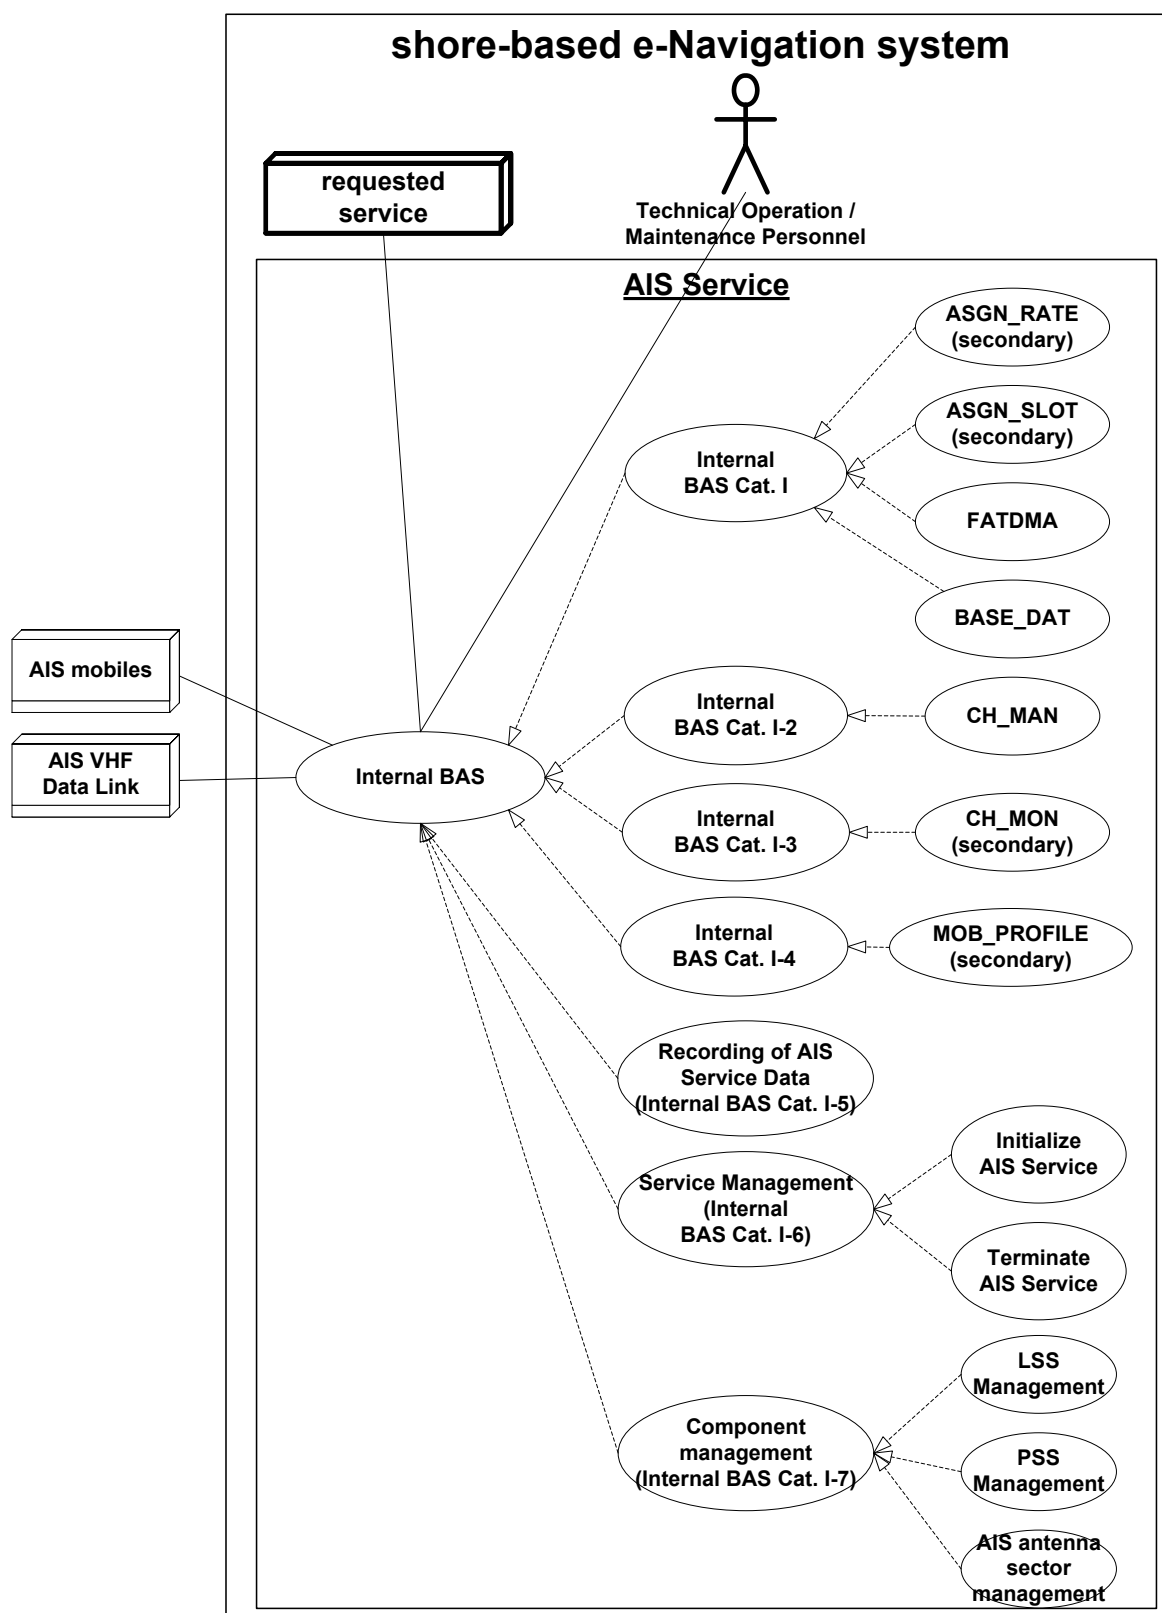 shore-based e-Navigation system
requested
service
Technical Operation /
Maintenance Personnel
AIS Service
ASGN_RATE
(secondary)
ASGN_SLOT
(secondary)
Internal
BAS Cat. I
FATDMA
BASE_DAT
AIS mobiles
Internal
BAS Cat. I-2
CH_MAN
AIS VHF
Data Link
Internal BAS
Internal
BAS Cat. I-3
CH_MON
(secondary)
Internal
BAS Cat. I-4
MOB_PROFILE
(secondary)
Recording of AIS
Service Data
(Internal BAS Cat. I-5)
Initialize
AIS Service
Service Management
(Internal
BAS Cat. I-6)
Terminate
AIS Service
LSS
Management
Component
management
(Internal BAS Cat. I-7)
PSS
Management
AIS antenna
sector
management